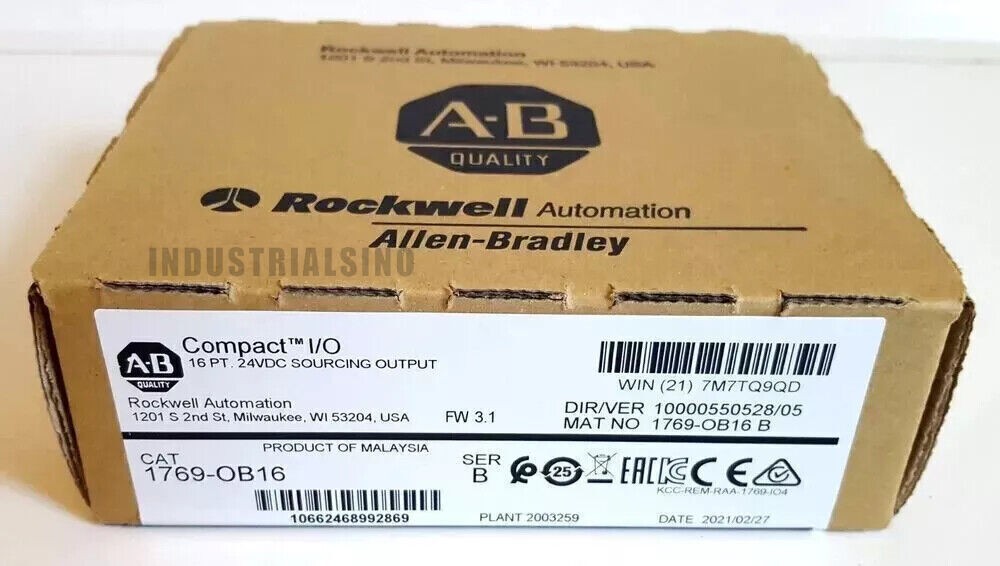 Rockwell Automation
1201 S 2nd St, Milwaukee, WI 53204, USA
A-B
QUALITY
Rockwell Automation
Allen-Bradley
INDUSTRIALSINO
A-B
QUALITY
Compact™ I/O
16 PT. 24VDC SOURCING OUTPUT
Rockwell Automation
1201 S 2nd St, Milwaukee, WI 53204, USA
FW 3.1
WIN (21) 7M7TQ9QD
DIR/VER 10000550528/05
MAT NO 1769-OB16 B
PRODUCT OF MALAYSIA
CAT
1769-OB16
SER
B
25
EAC
CE
KCC-REM-RAA-1769-IO4
10662468992869
PLANT 2003259
DATE 2021/02/27